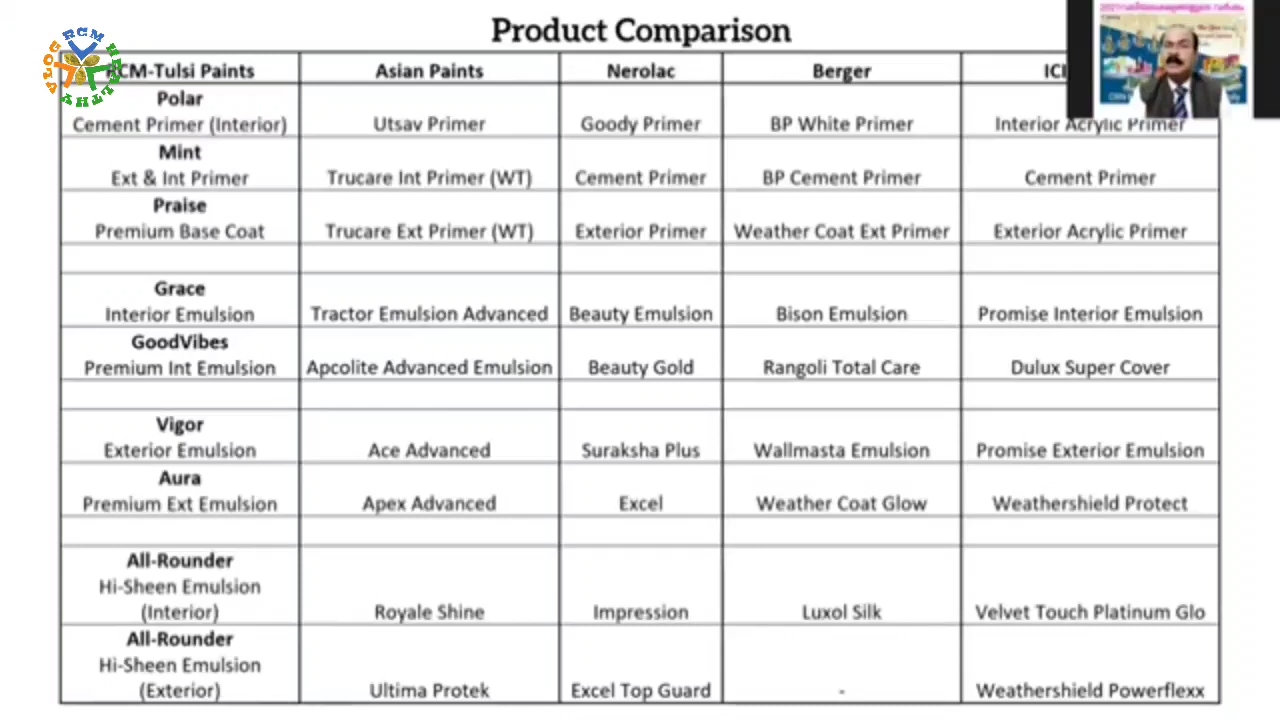 Product Comparison
RCM HEALTHY VLOG
RCM-Tulsi Paints Asian Paints Nerolac Berger ICI
Polar
Cement Primer (Interior) Utsav Primer Goody Primer BP White Primer Interior Acrylic Primer
Mint
Ext & Int Primer Trucare Int Primer (WT) Cement Primer BP Cement Primer Cement Primer
Praise
Premium Base Coat Trucare Ext Primer (WT) Exterior Primer Weather Coat Ext Primer Exterior Acrylic Primer
Grace
Interior Emulsion Tractor Emulsion Advanced Beauty Emulsion Bison Emulsion Promise Interior Emulsion
GoodVibes
Premium Int Emulsion Apcolite Advanced Emulsion Beauty Gold Rangoli Total Care Dulux Super Cover
Vigor
Exterior Emulsion Ace Advanced Suraksha Plus Wallmasta Emulsion Promise Exterior Emulsion
Aura
Premium Ext Emulsion Apex Advanced Excel Weather Coat Glow Weathershield Protect
All-Rounder
Hi-Sheen Emulsion
(Interior) Royale Shine Impression Luxol Silk Velvet Touch Platinum Glo
All-Rounder
Hi-Sheen Emulsion
(Exterior) Ultima Protek Excel Top Guard - Weathershield Powerflexx